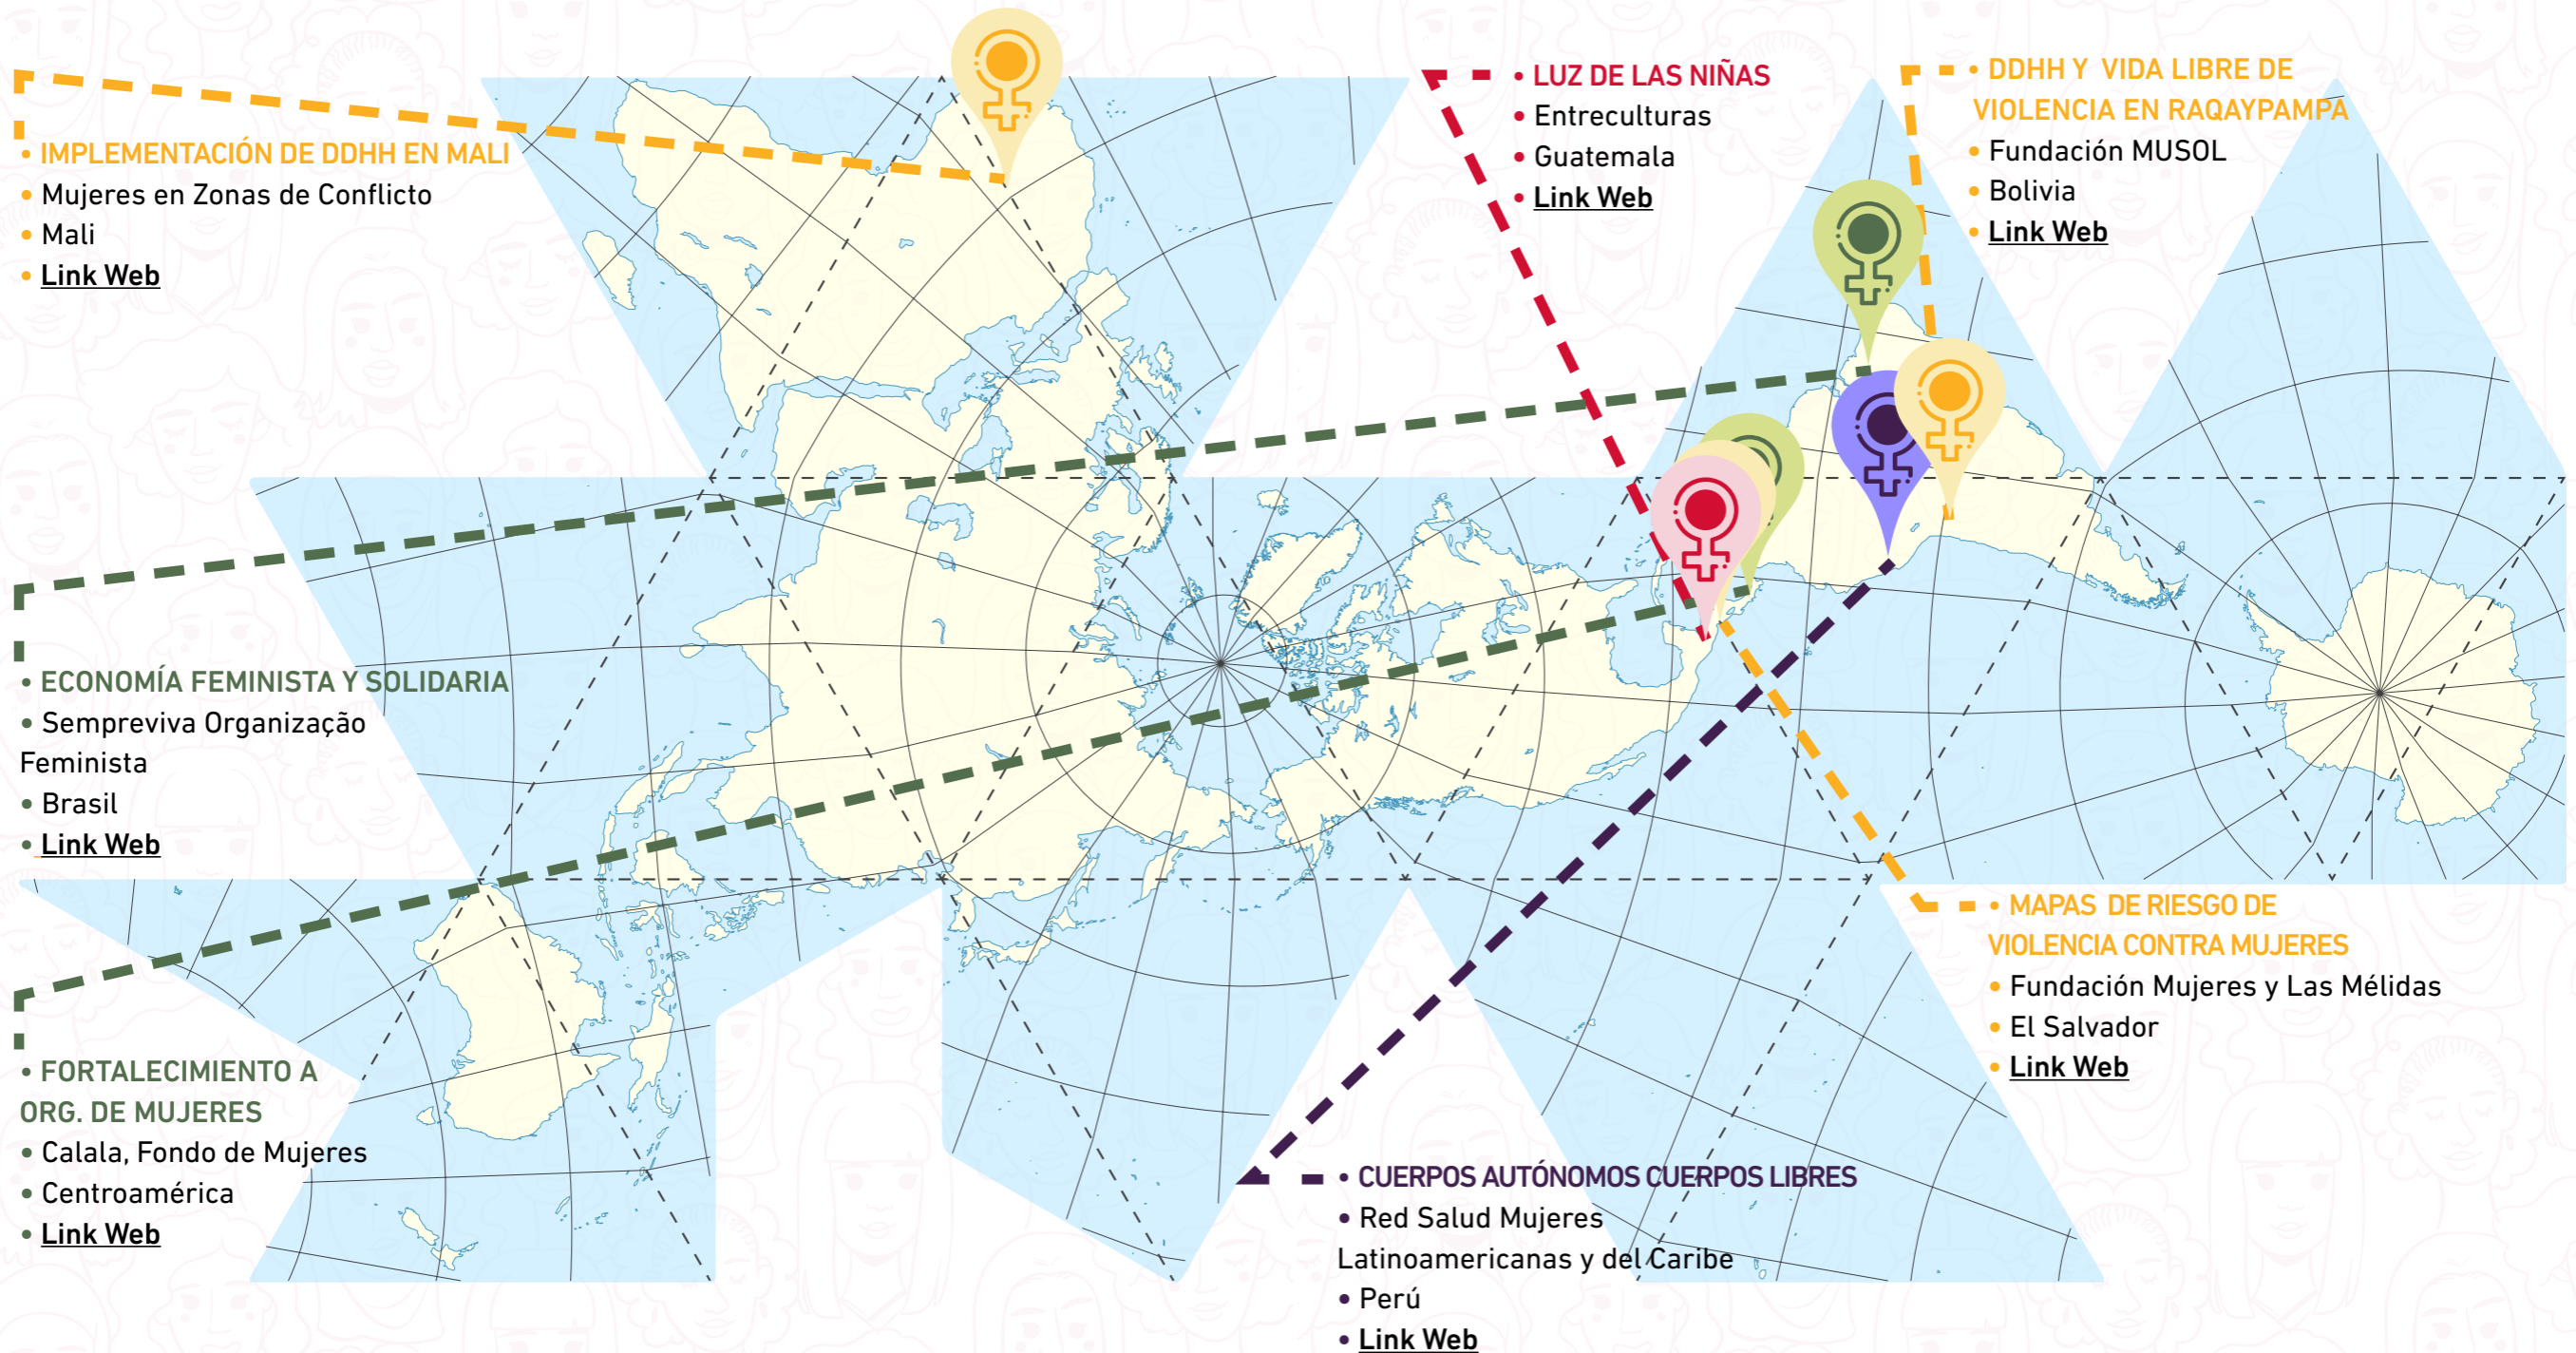 • IMPLEMENTACIÓN DE DDHH EN MALI
• Mujeres en Zonas de Conflicto
• Mali
• Link Web
• ECONOMÍA FEMINISTA Y SOLIDARIA
• Sempreviva Organização
Feminista
• Brasil
• Link Web
• FORTALECIMIENTO A
ORG. DE MUJERES
• Calala, Fondo de Mujeres
• Centroamérica
• Link Web
• LUZ DE LAS NIÑAS
• Entreculturas
• Guatemala
• Link Web
• DDHH Y VIDA LIBRE DE
VIOLENCIA EN RAQAYPAMPA
• Fundación MUSOL
• Bolivia
• Link Web
• MAPAS DE RIESGO DE
VIOLENCIA CONTRA MUJERES
• Fundación Mujeres y Las Mélidas
• El Salvador
• Link Web
• CUERPOS AUTÓNOMOS CUERPOS LIBRES
• Red Salud Mujeres
Latinoamericanas y del Caribe
• Perú
• Link Web